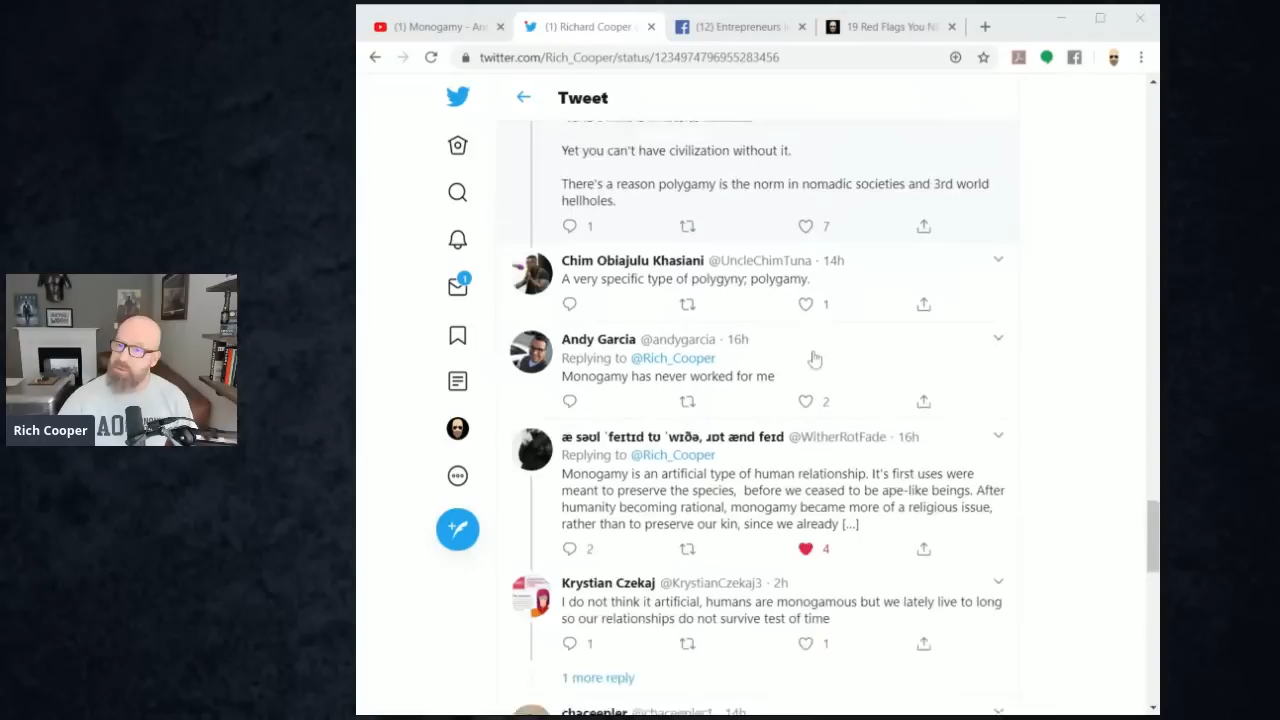 (1) Monogamy - An
(1) Richard Cooper
(12) Entrepreneurs i
19 Red Flags You N
twitter.com/Rich_Cooper/status/1234974796955283456
Tweet
Yet you can't have civilization without it.
There's a reason polygamy is the norm in nomadic societies and 3rd world
hellholes.
1 7
Chim Obiajulu Khasiani @UncleChimTuna · 14h
A very specific type of polygyny; polygamy.
1
Andy Garcia @andygarcia · 16h
Replying to @Rich_Cooper
Monogamy has never worked for me
2
æ səʊl ˈfeɪtɪd tʊ ˈwɪðə, ɹɒt ænd feɪd @WitherRotFade · 16h
Replying to @Rich_Cooper
Monogamy is an artificial type of human relationship. It's first uses were
meant to preserve the species, before we ceased to be ape-like beings. After
humanity becoming rational, monogamy became more of a religious issue,
rather than to preserve our kin, since we already [...]
2 4
Krystian Czekaj @KrystianCzekaj3 · 2h
I do not think it artificial, humans are monogamous but we lately live to long
so our relationships do not survive test of time
1 1
1 more reply
1
Rich Cooper